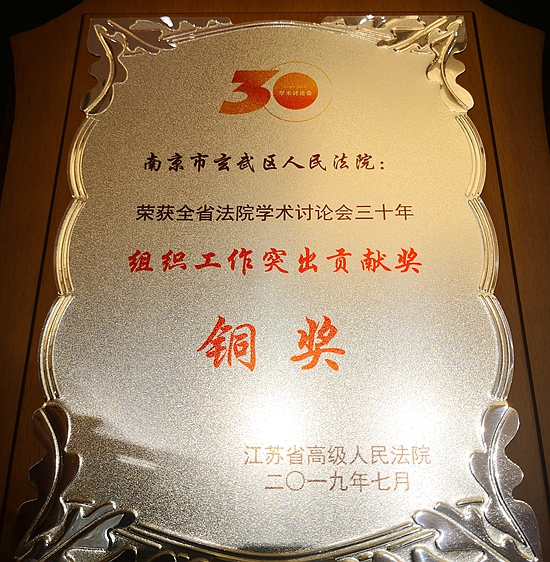 30
学术讨论会
南京市玄武区人民法院：
荣获全省法院学术讨论会三十年
组织工作突出贡献奖
铜奖
江苏省高级人民法院
二〇一九年七月